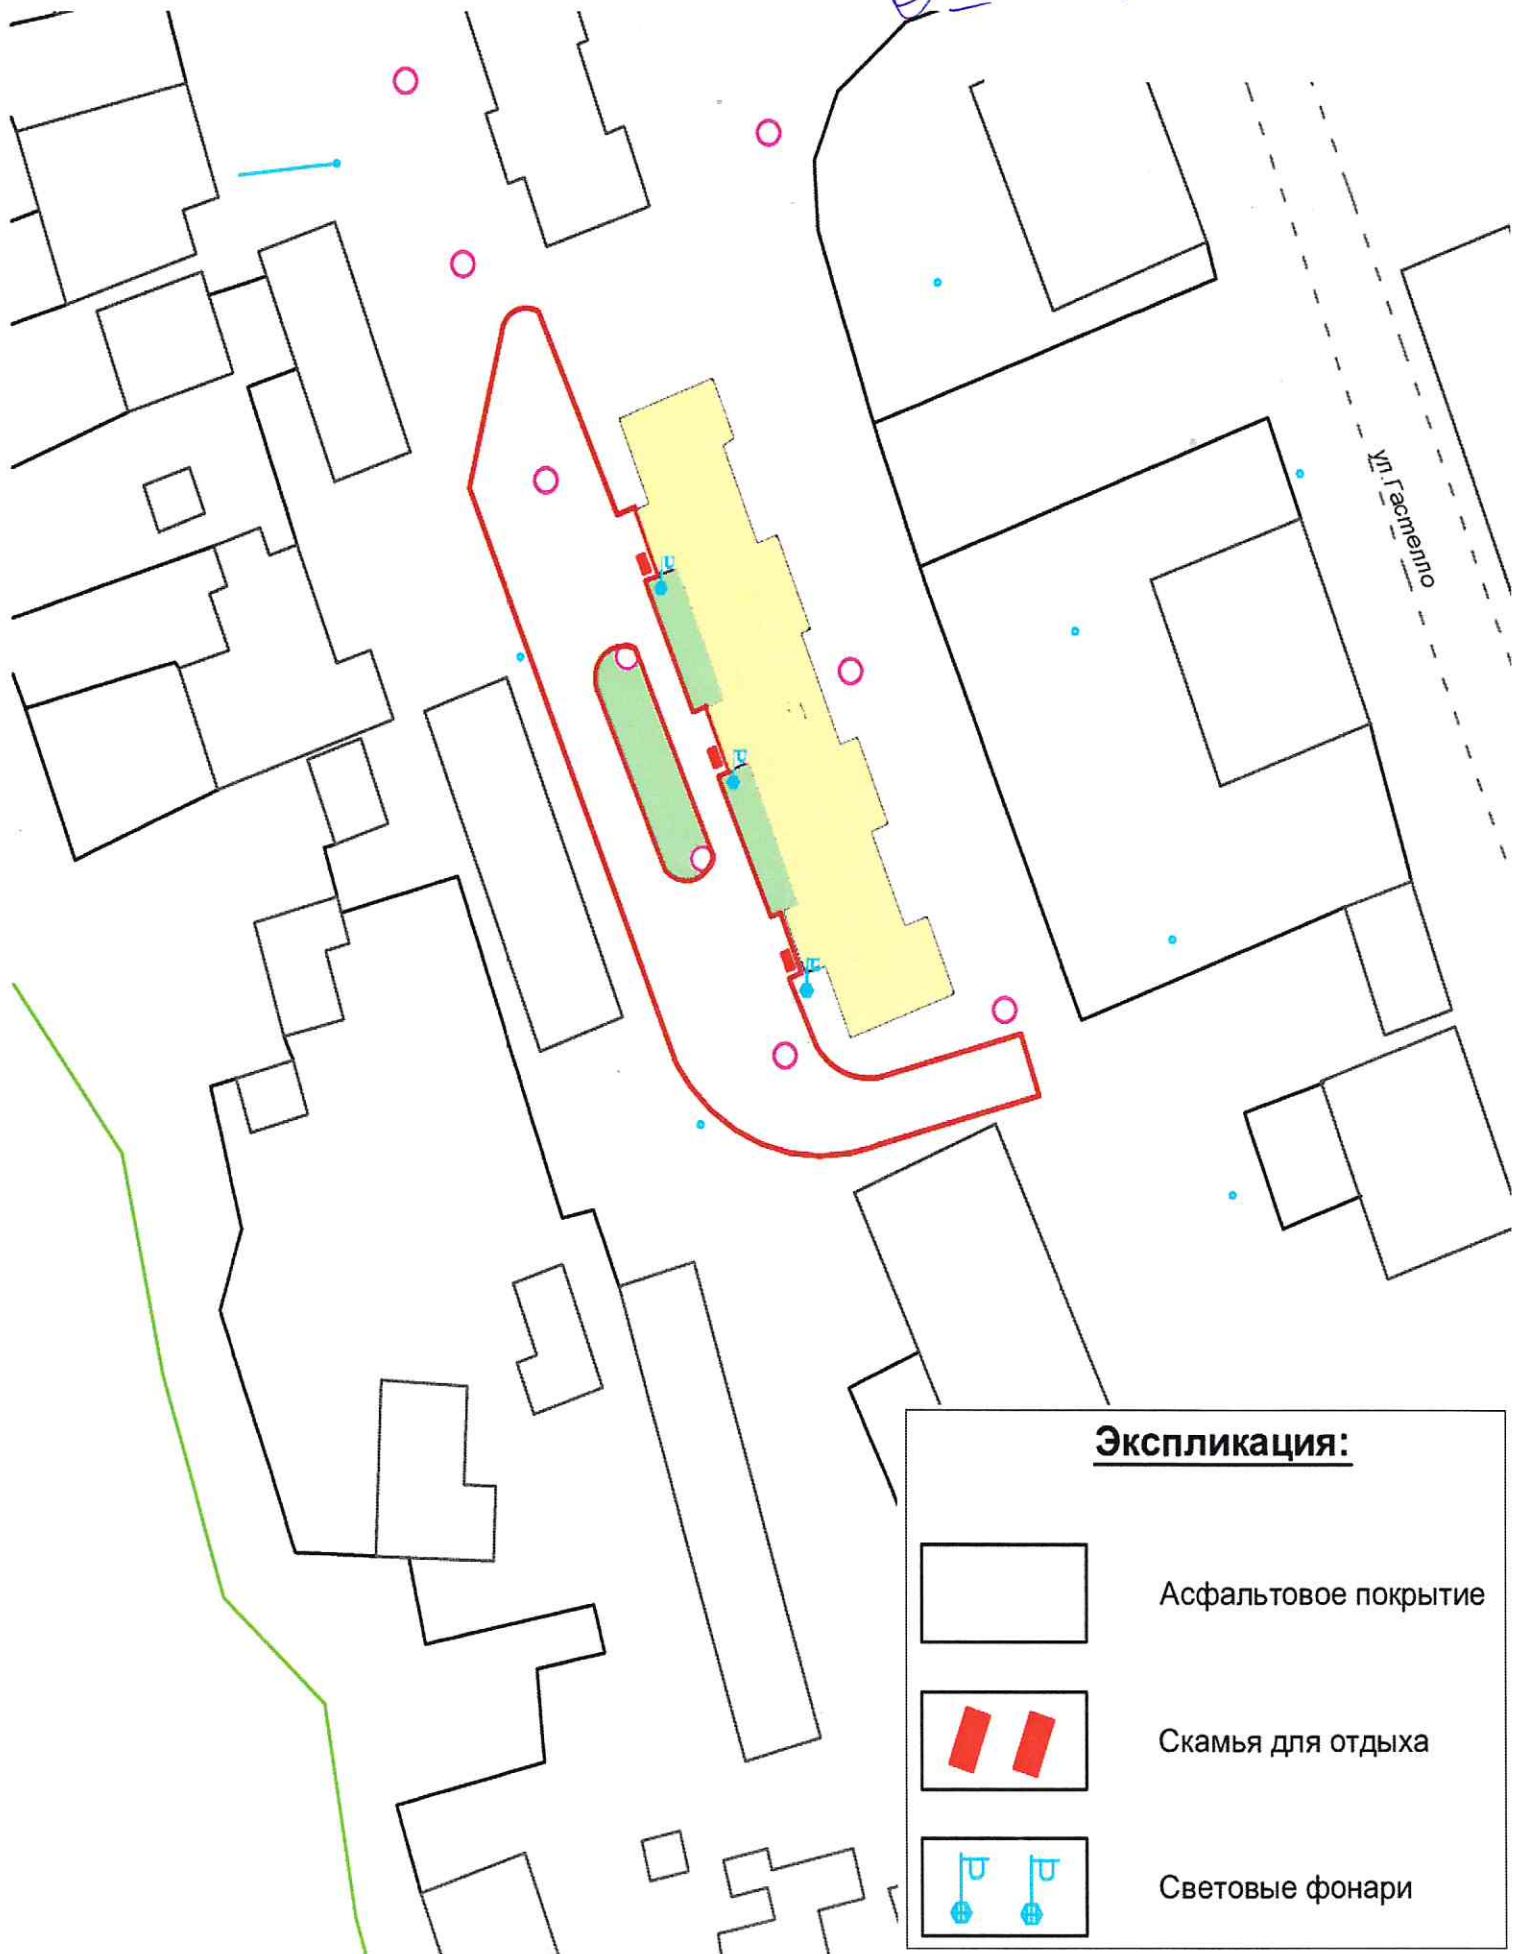 ул.Гастелло
Экспликация:
Асфальтовое покрытие
Скамья для отдыха
Световые фонари